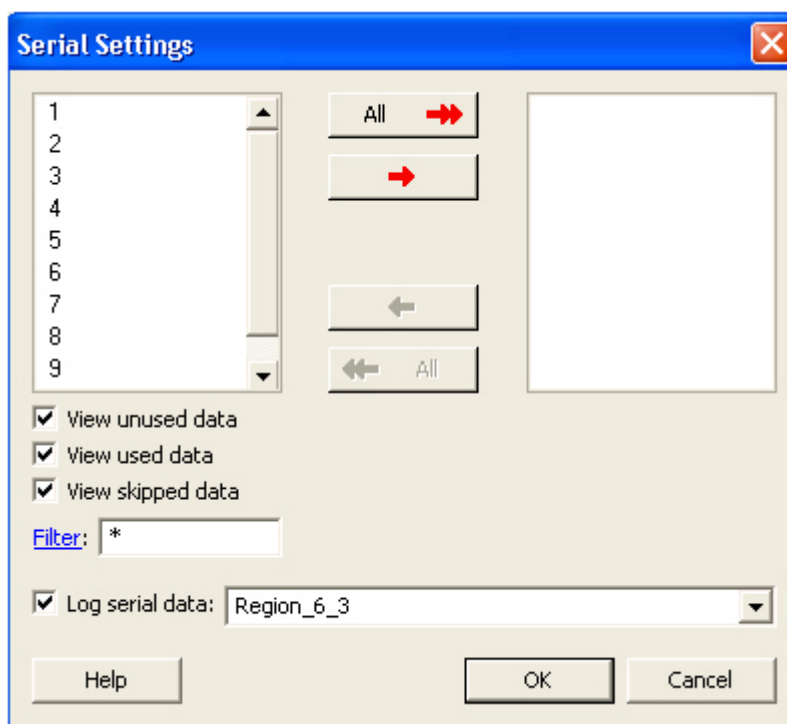 Serial Settings
1
2
3
4
5
6
7
8
9
All
All
View unused data
View used data
View skipped data
Filter: *
Log serial data: Region_6_3
Help OK Cancel